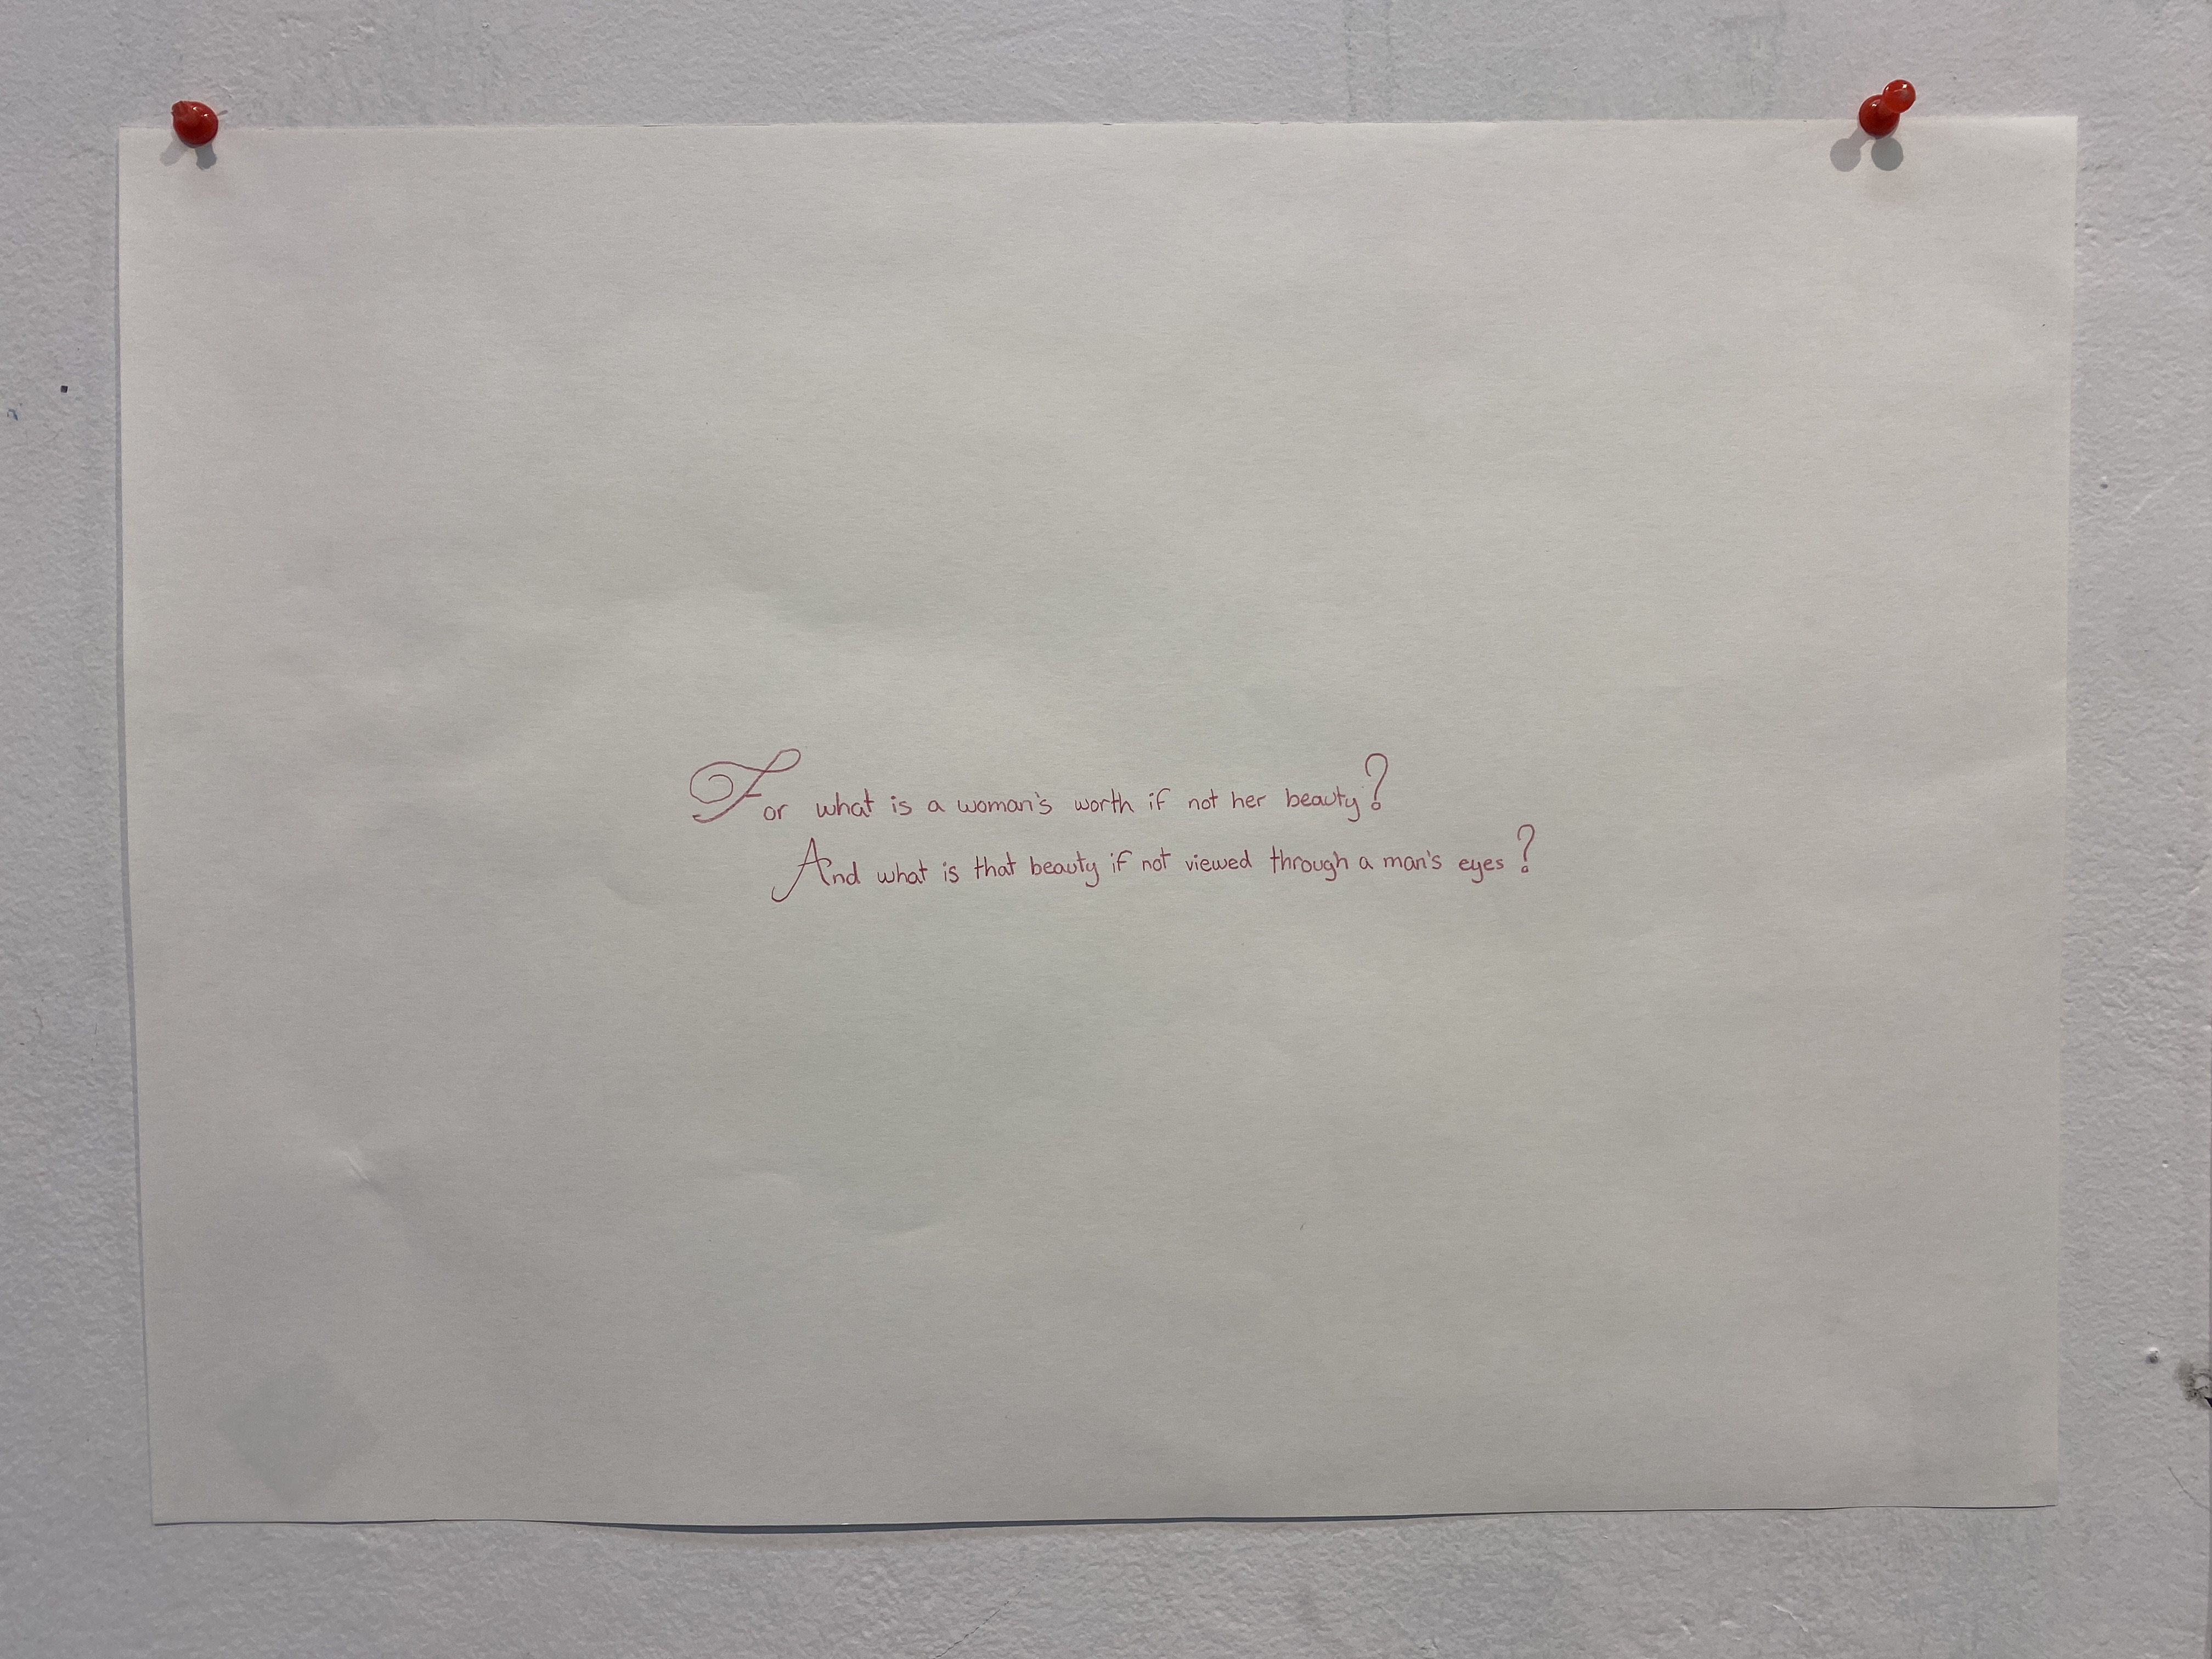 For what is a woman's worth if not her beauty?
And what is that beauty if not viewed through a man's eyes?